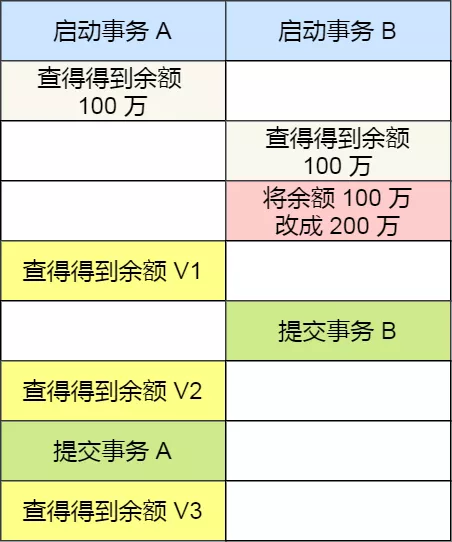 启动事务 A
启动事务 B
查得得到余额
100 万
查得得到余额
100 万
将余额 100 万
改成 200 万
查得得到余额 V1
提交事务 B
查得得到余额 V2
提交事务 A
查得得到余额 V3